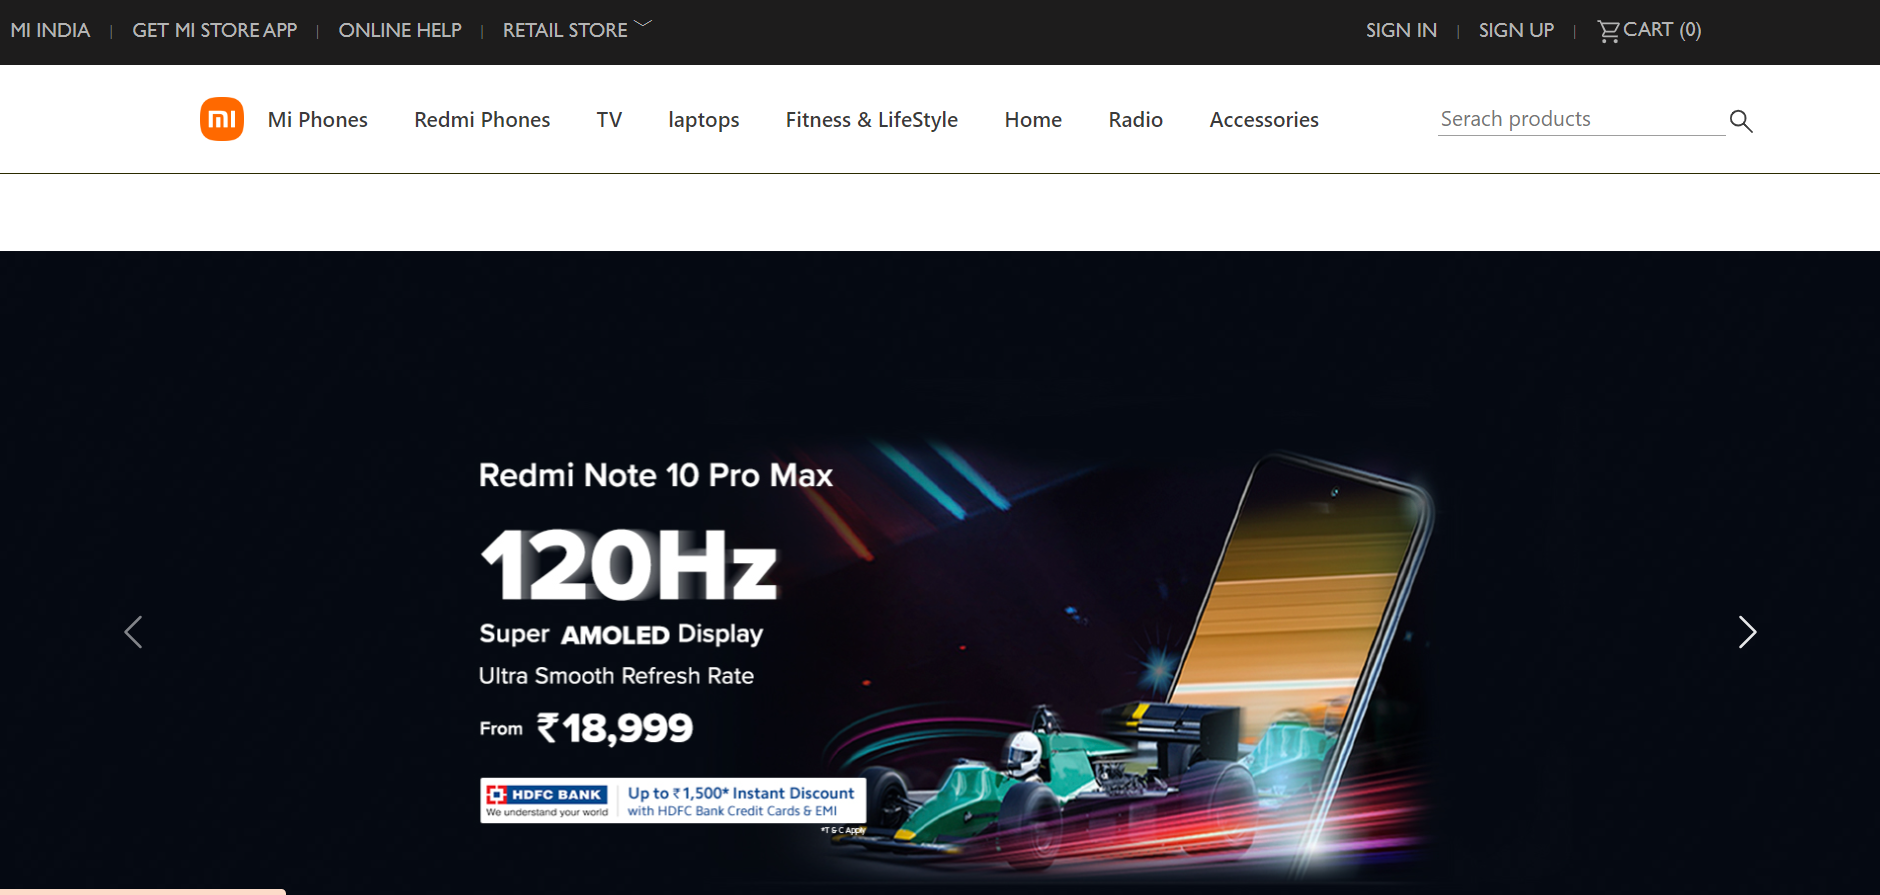 MI INDIA | GET MI STORE APP | ONLINE HELP | RETAIL STORE SIGN IN | SIGN UP | CART (0)
mi Mi Phones Redmi Phones TV laptops Fitness & LifeStyle Home Radio Accessories Serach products
Redmi Note 10 Pro Max
120Hz
Super AMOLED Display
Ultra Smooth Refresh Rate
From ₹18,999
HDFC BANK
We understand your world
Up to ₹1,500* Instant Discount
with HDFC Bank Credit Cards & EMI
*T & C Apply